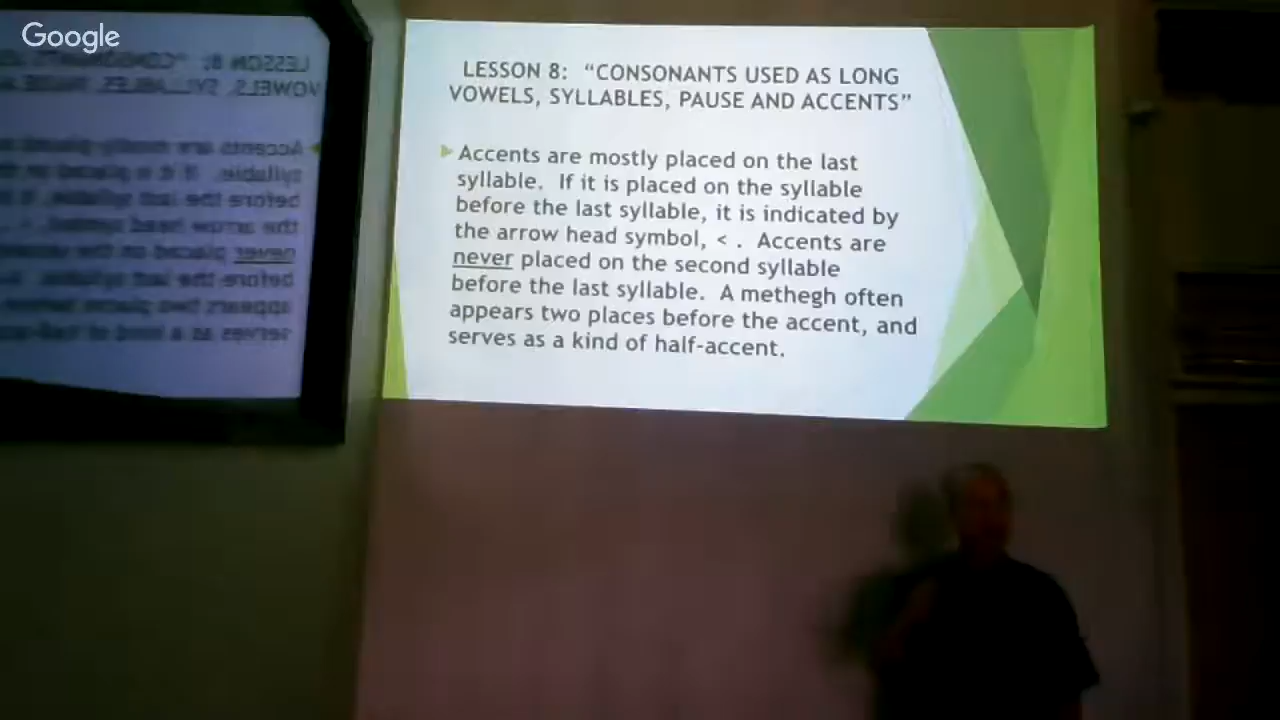 Google
LESSON 8: “CONSONANTS USED AS LONG
VOWELS, SYLLABLES, PAUSE AND ACCENTS”
Accents are mostly placed on the last
syllable. If it is placed on the syllable
before the last syllable, it is indicated by
the arrow head symbol, < . Accents are
never placed on the second syllable
before the last syllable. A methegh often
appears two places before the accent, and
serves as a kind of half-accent.